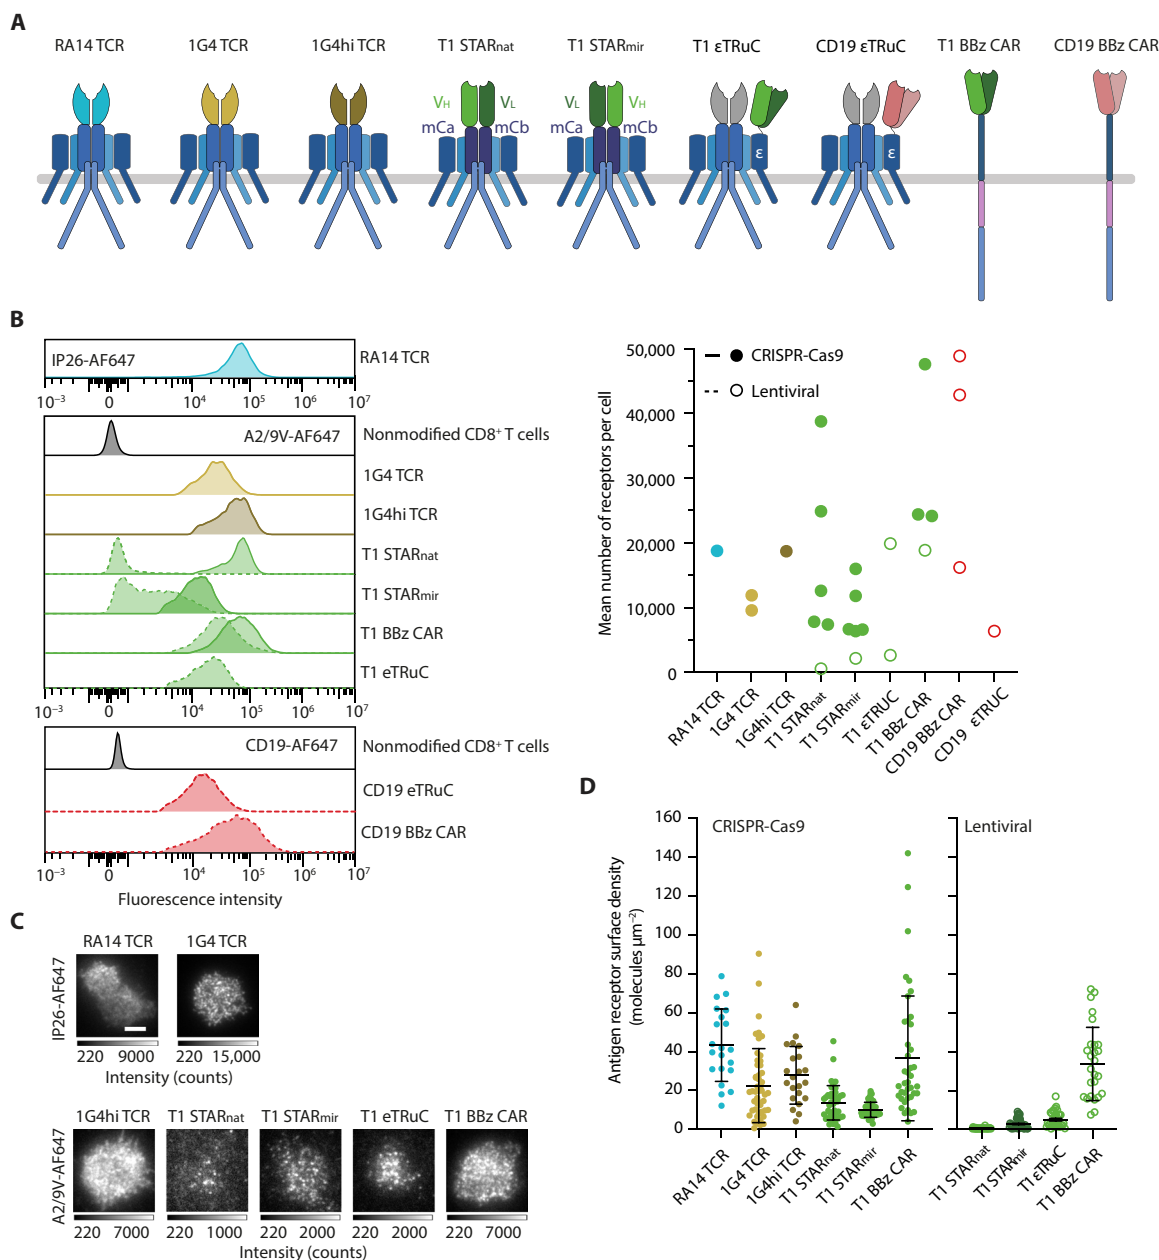 A
RA14 TCR 1G4 TCR 1G4hi TCR T1 STARnat T1 STARmir T1 εTRuC CD19 εTRuC T1 BBz CAR CD19 BBz CAR
VH VL VL VH
mCa mCb mCa mCb
ε ε
B
IP26-AF647
RA14 TCR
10⁻³ 0 10⁴ 10⁵ 10⁶ 10⁷
A2/9V-AF647
Nonmodified CD8⁺ T cells
1G4 TCR
1G4hi TCR
T1 STARnat
T1 STARmir
T1 BBz CAR
T1 eTRuC
10⁻³ 0 10⁴ 10⁵ 10⁶ 10⁷
CD19-AF647
Nonmodified CD8⁺ T cells
CD19 eTRuC
CD19 BBz CAR
10⁻³ 0 10⁴ 10⁵ 10⁶ 10⁷
Fluorescence intensity
Mean number of receptors per cell
50,000
40,000
30,000
20,000
10,000
0
CRISPR-Cas9
Lentiviral
RA14 TCR
1G4 TCR
1G4hi TCR
T1 STARnat
T1 STARmir
T1 εTRUC
T1 BBz CAR
CD19 BBz CAR
CD19 εTRUC
C
RA14 TCR 1G4 TCR
IP26-AF647
220 9000 220 15,000
Intensity (counts)
1G4hi TCR T1 STARnat T1 STARmir T1 eTRuC T1 BBz CAR
A2/9V-AF647
220 7000 220 1000 220 2000 220 2000 220 7000
Intensity (counts)
D
Antigen receptor surface density
(molecules µm⁻²)
160
140
120
100
80
60
40
20
0
CRISPR-Cas9
Lentiviral
RA14 TCR
1G4 TCR
1G4hi TCR
T1 STARnat
T1 STARmir
T1 BBz CAR
T1 STARnat
T1 STARmir
T1 εTRuC
T1 BBz CAR